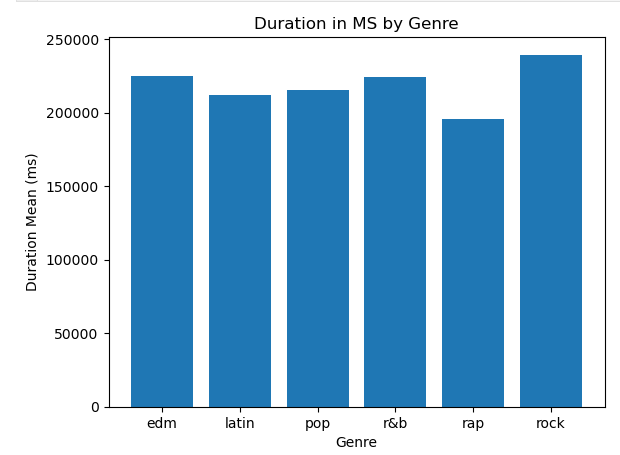 Duration in MS by Genre
250000
200000
150000
100000
50000
0
Duration Mean (ms)
edm latin pop r&b rap rock
Genre